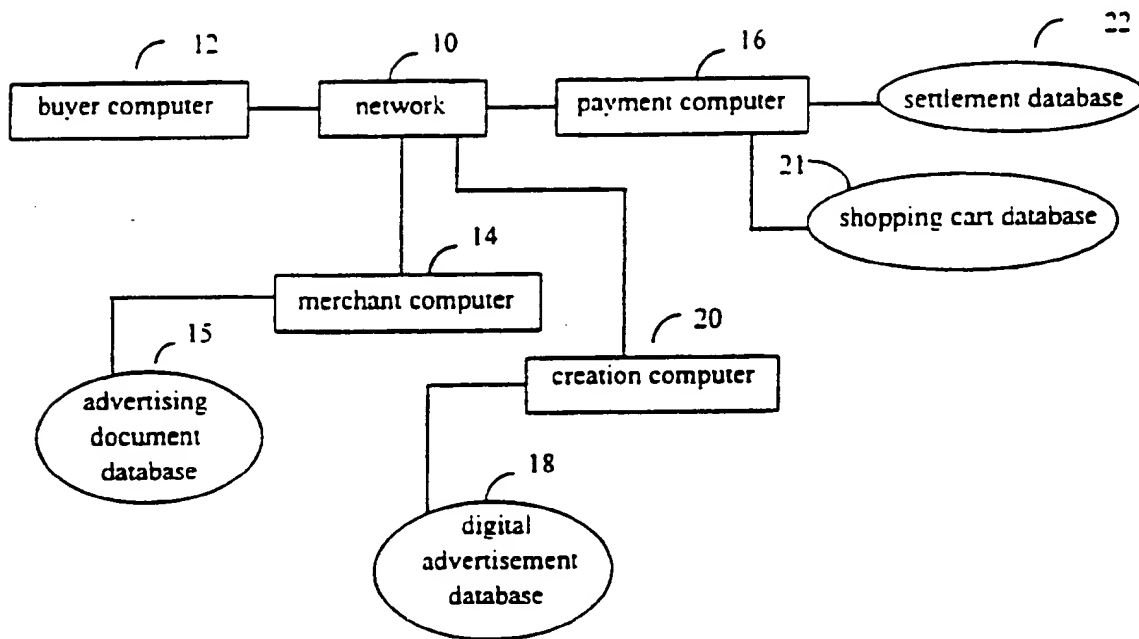 12
10
16
22
buyer computer
network
payment computer
settlement database
21
shopping cart database
14
merchant computer
20
creation computer
15
advertising
document
database
18
digital
advertisement
database